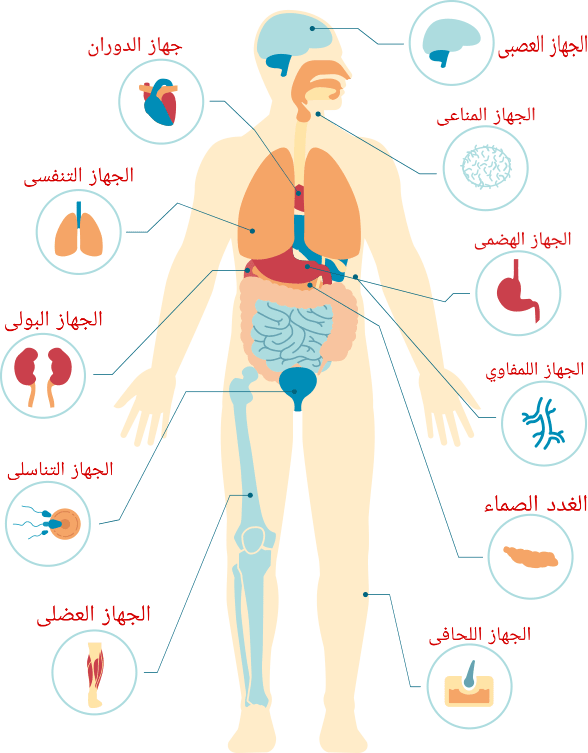 الجهاز العصبى
جهاز الدوران
الجهاز المناعى
الجهاز التنفسى
الجهاز الهضمى
الجهاز البولى
الجهاز اللمفاوي
الجهاز التناسلى
الغدد الصماء
الجهاز العضلى
الجهاز اللحافى